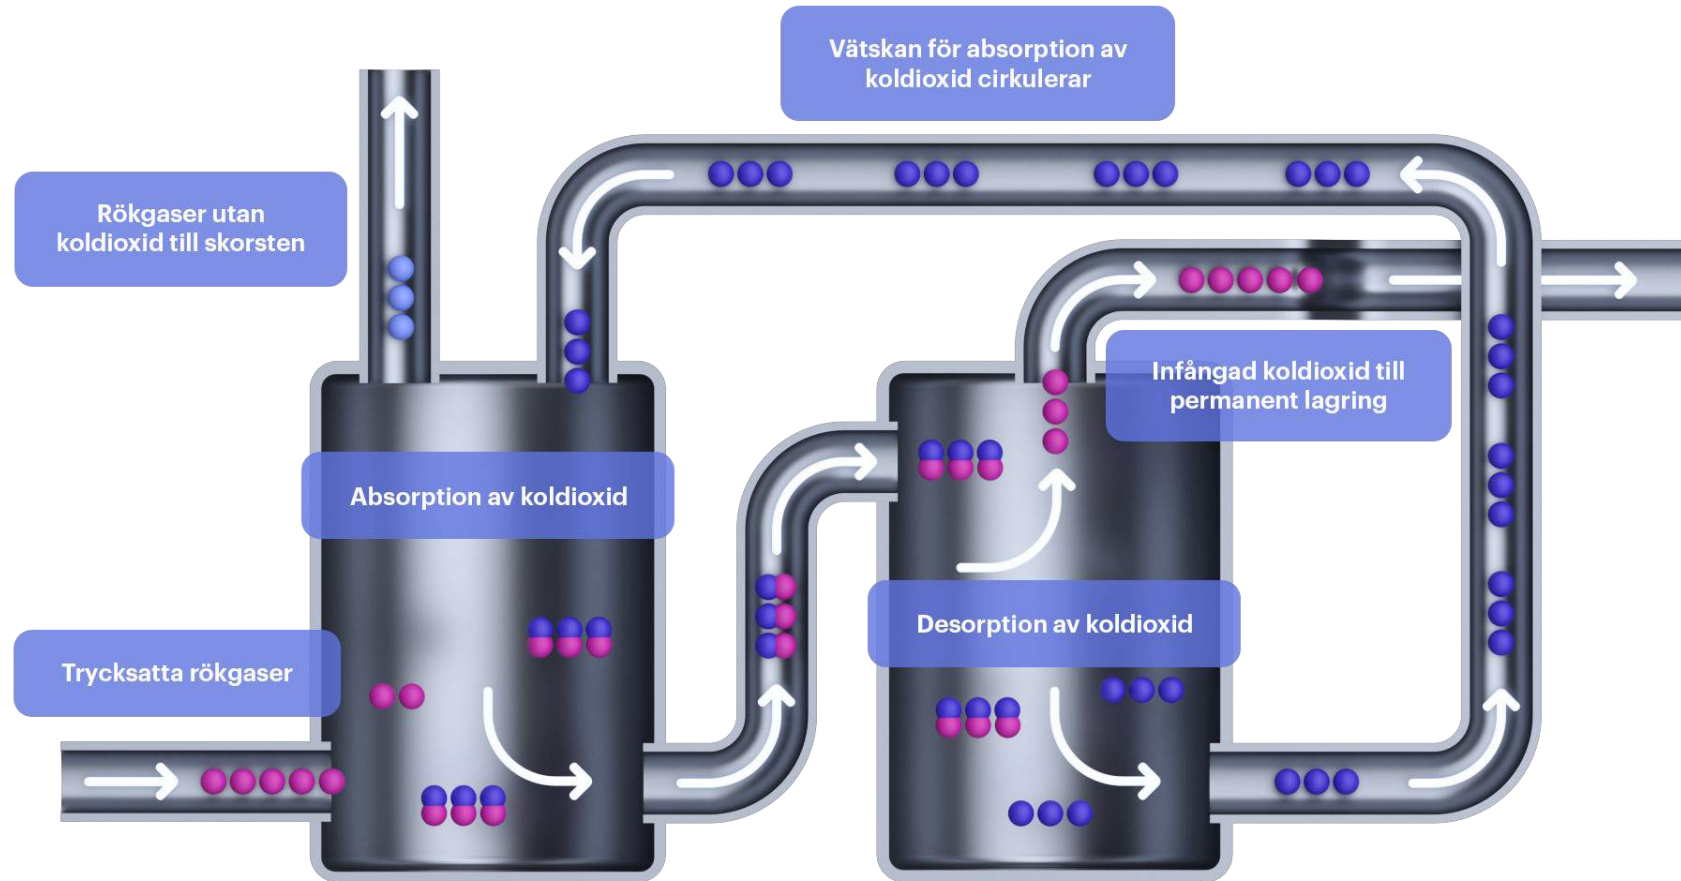 Vätskan för absorption av
koldioxid cirkulerar
Rökgaser utan
koldioxid till skorsten
Infångad koldioxid till
permanent lagring
Absorption av koldioxid
Desorption av koldioxid
Trycksatta rökgaser